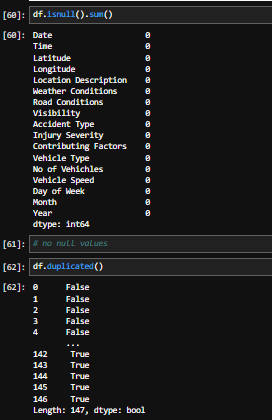 [60]: df.isnull().sum()
[60]: Date 0
Time 0
Latitude 0
Longitude 0
Location Description 0
Weather Conditions 0
Road Conditions 0
Visibility 0
Accident Type 0
Injury Severity 0
Contributing Factors 0
Vehicle Type 0
No of Vehichles 0
Vehicle Speed 0
Day of Week 0
Month 0
Year 0
dtype: int64
[61]: # no null values
[62]: df.duplicated()
[62]: 0 False
1 False
2 False
3 False
4 False
...
142 True
143 True
144 True
145 True
146 True
Length: 147, dtype: bool